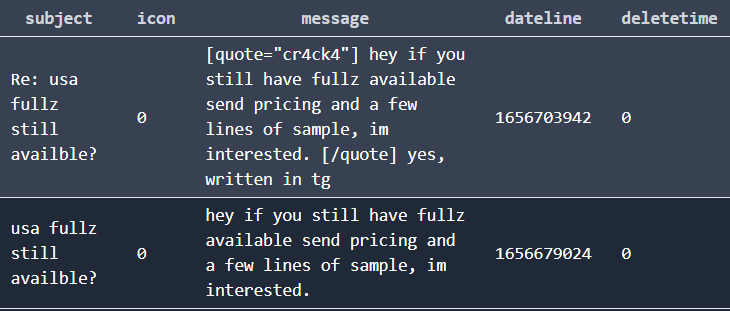 subject icon message dateline deletetime
Re: usa
fullz
still
availble?
0
[quote="cr4ck4"] hey if you
still have fullz available
send pricing and a few
lines of sample, im
interested. [/quote] yes,
written in tg
1656703942
0
usa fullz
still
availble?
0
hey if you still have fullz
available send pricing and
a few lines of sample, im
interested.
1656679024
0